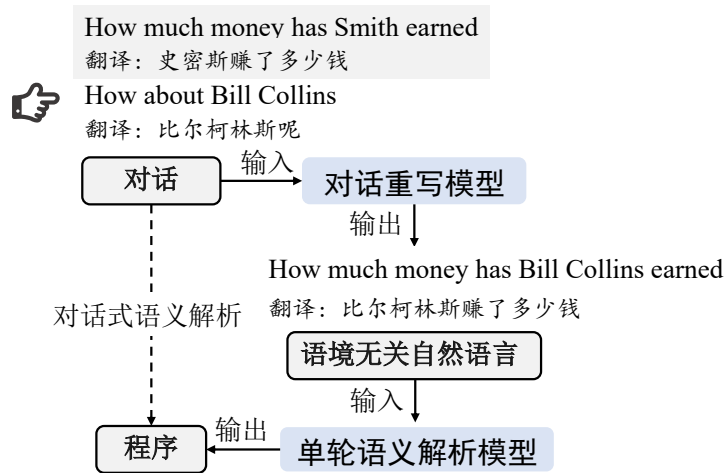 How much money has Smith earned
翻译：史密斯赚了多少钱
How about Bill Collins
翻译：比尔柯林斯呢
对话
输入
对话重写模型
输出
How much money has Bill Collins earned
翻译：比尔柯林斯赚了多少钱
对话式语义解析
语境无关自然语言
输入
程序
输出
单轮语义解析模型